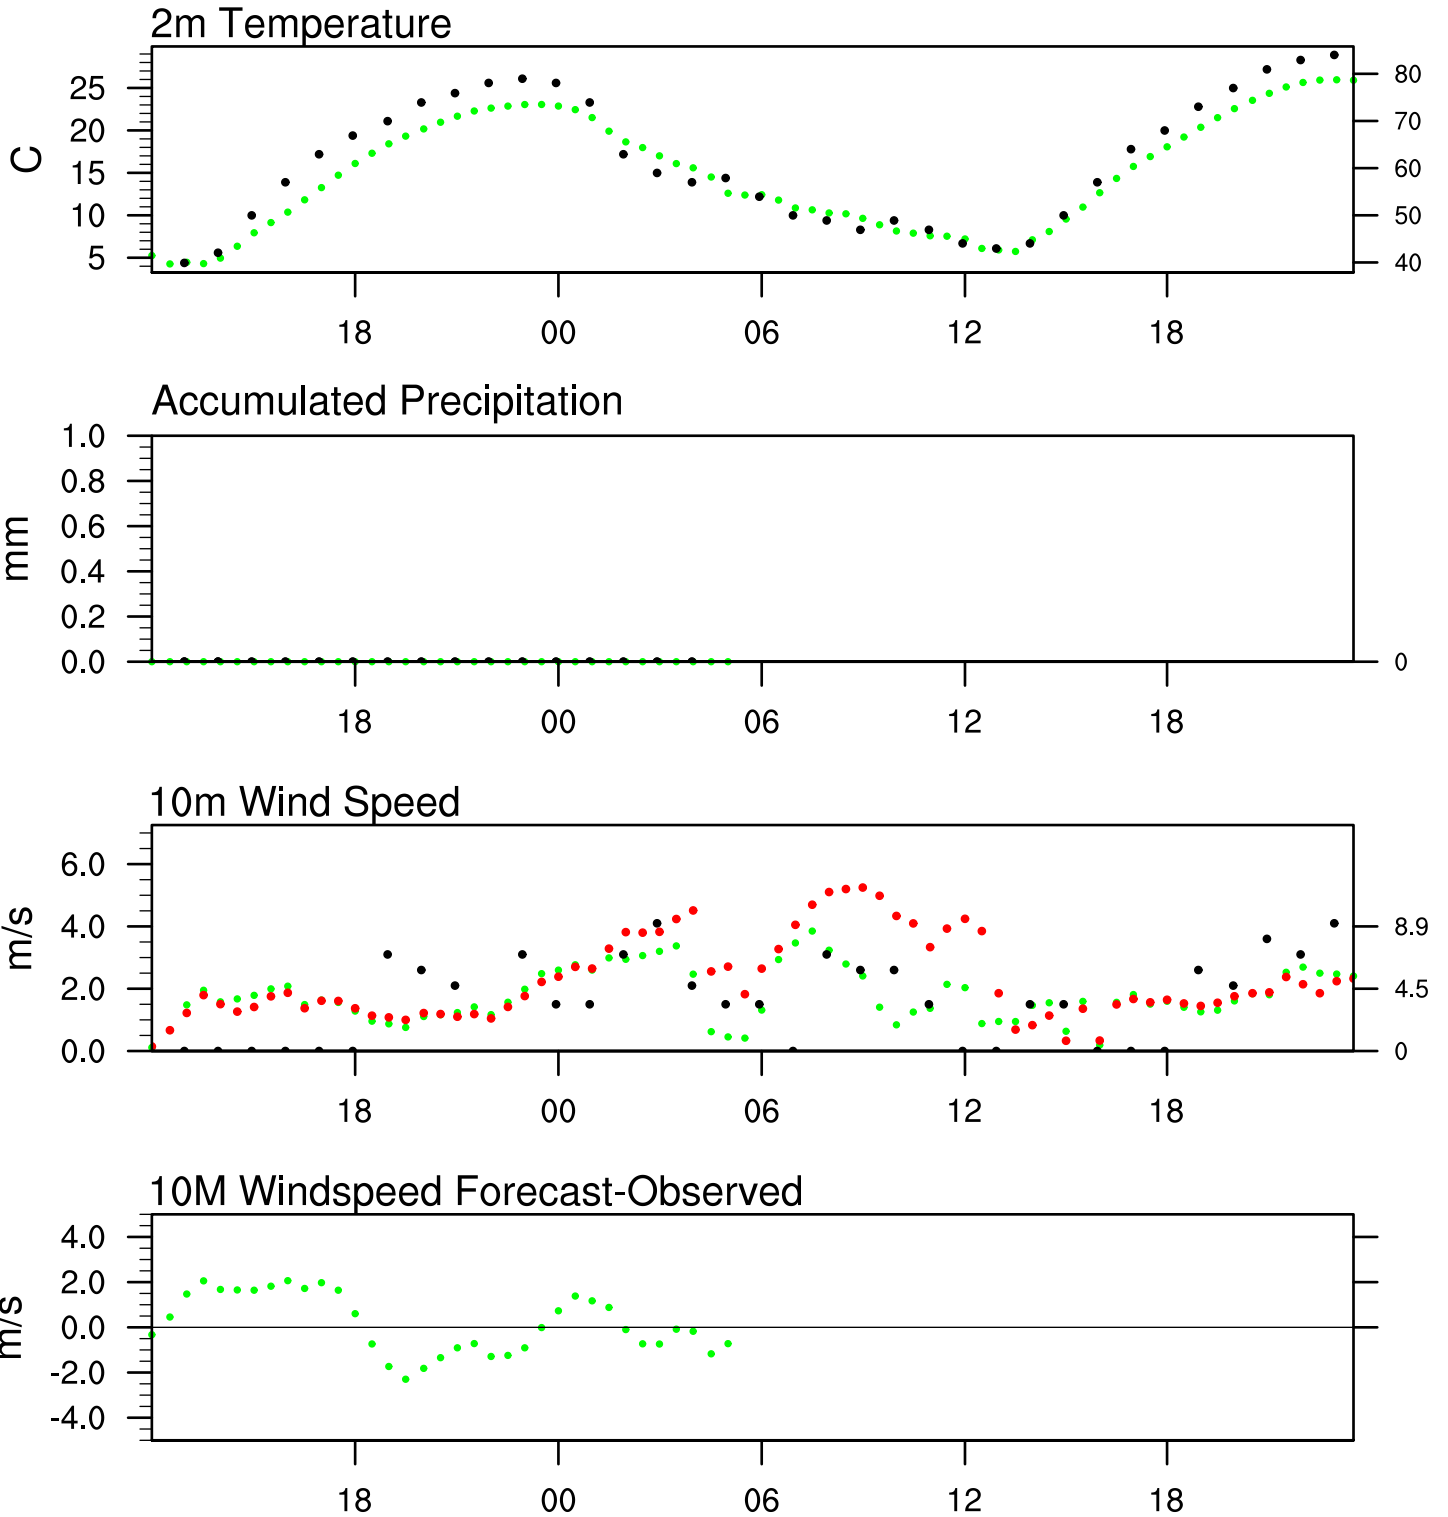 2m Temperature
C
25
20
15
10
5
80
70
60
50
40
18 00 06 12 18
Accumulated Precipitation
mm
1.0
0.8
0.6
0.4
0.2
0.0
0
18 00 06 12 18
10m Wind Speed
m/s
6.0
4.0
2.0
0.0
8.9
4.5
0
18 00 06 12 18
10M Windspeed Forecast-Observed
m/s
4.0
2.0
0.0
-2.0
-4.0
18 00 06 12 18